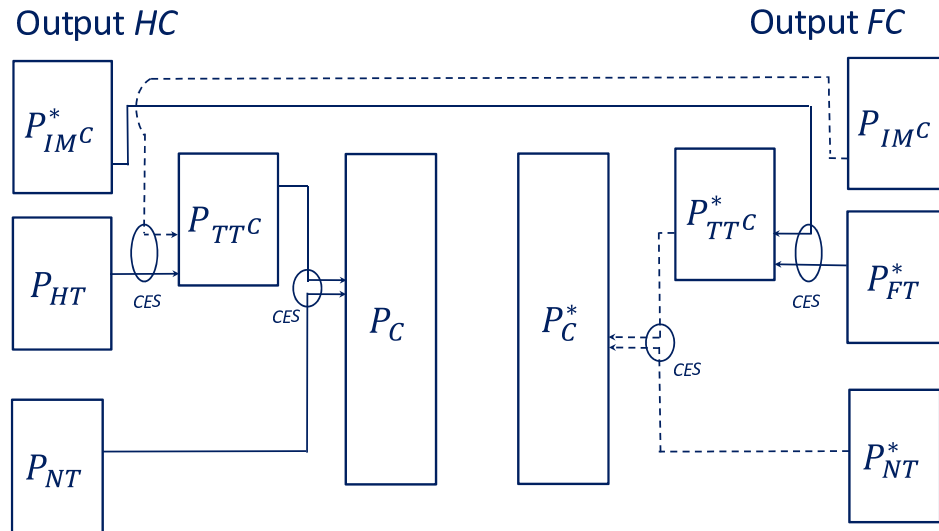 Output HC
Output FC
P*IMC
PIMC
PTTC
P*TTC
PHT
P*FT
CES
CES
CES
PC
P*C
CES
PNT
P*NT